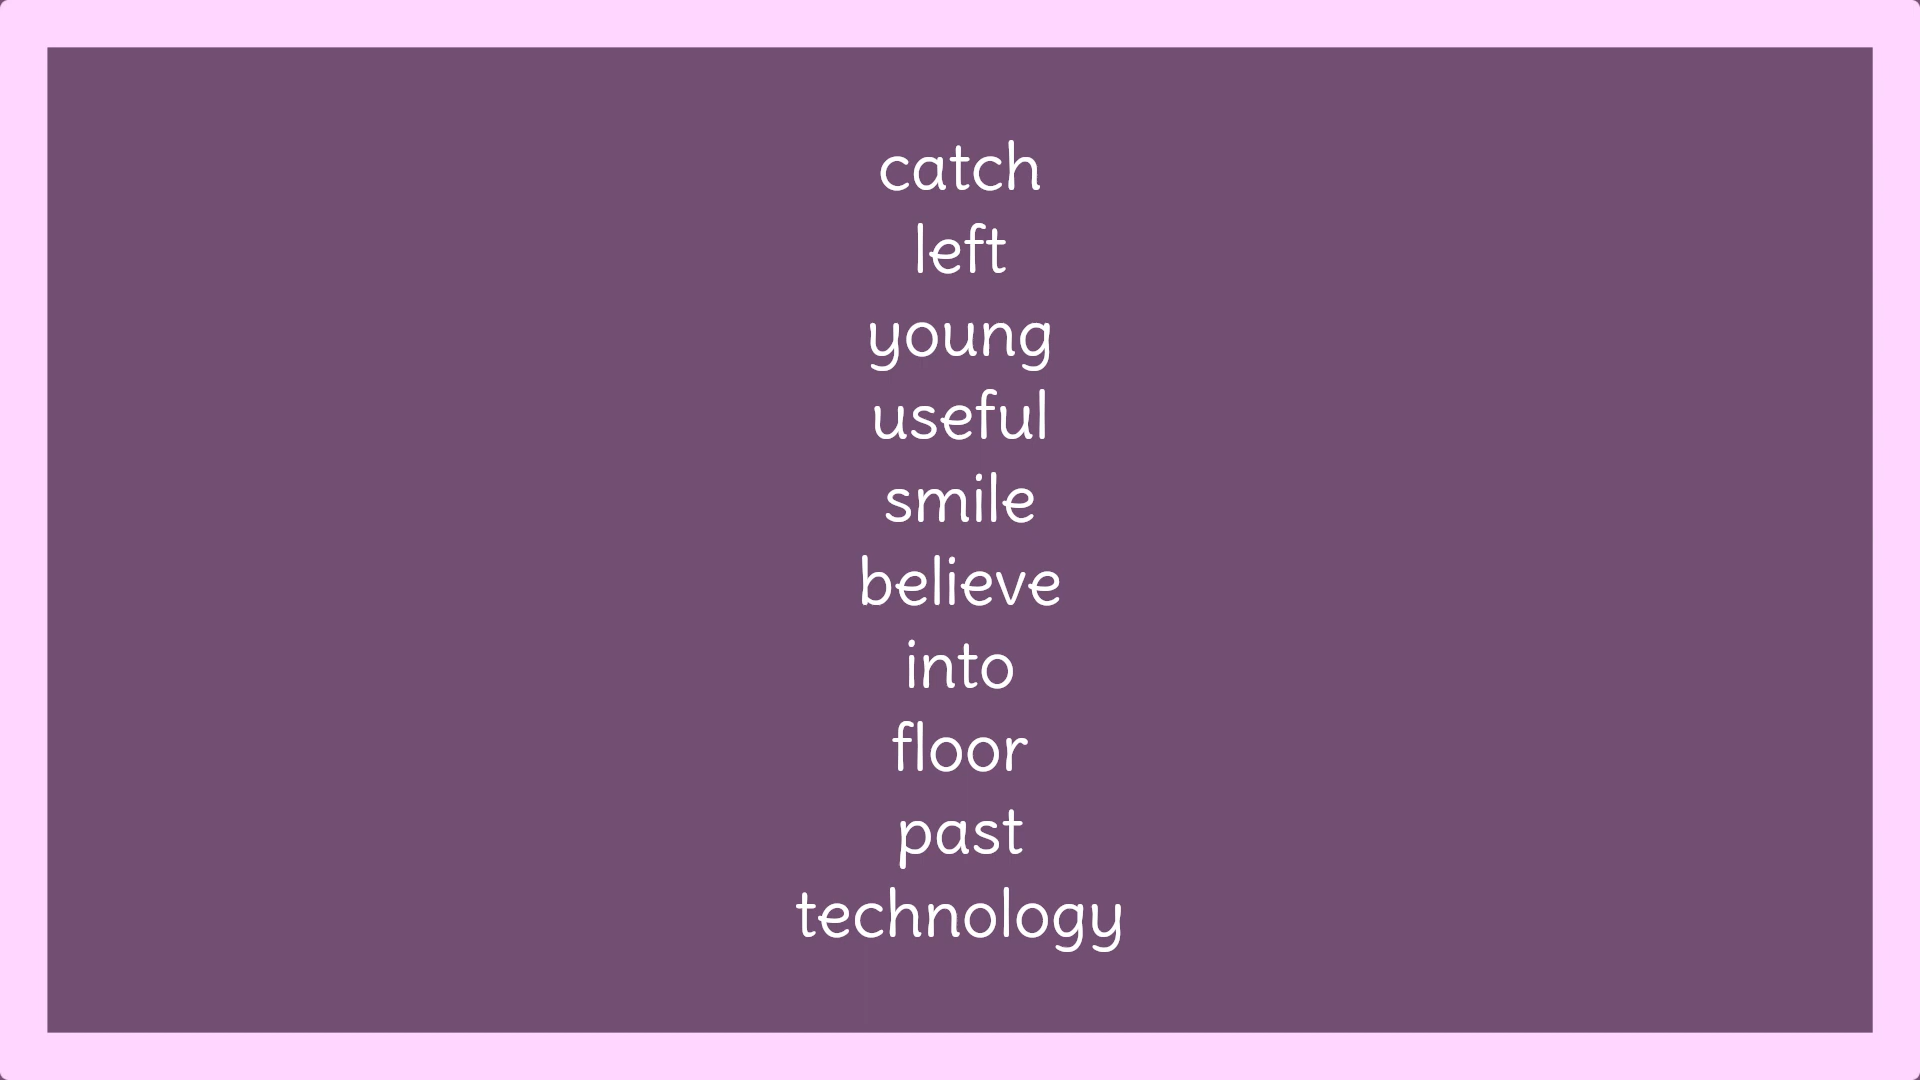 catch
left
young
useful
smile
believe
into
floor
past
technology